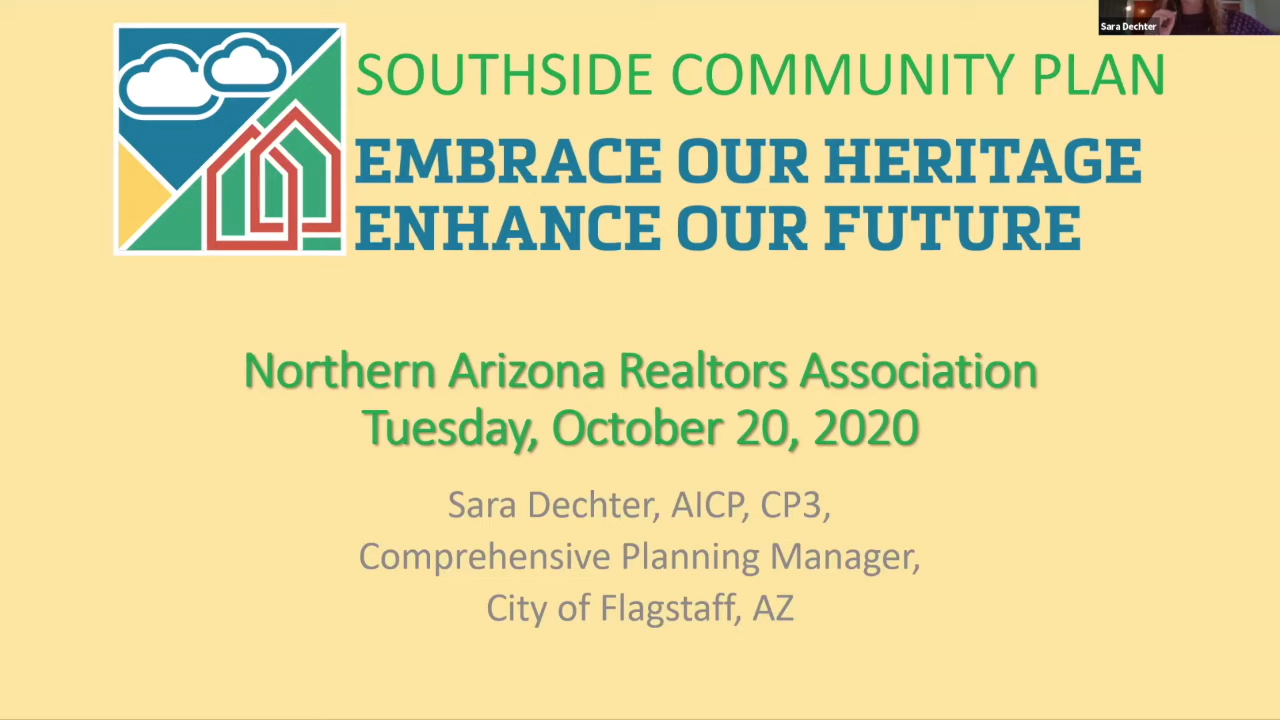 Sara Dechter
SOUTHSIDE COMMUNITY PLAN
EMBRACE OUR HERITAGE
ENHANCE OUR FUTURE
Northern Arizona Realtors Association
Tuesday, October 20, 2020
Sara Dechter, AICP, CP3,
Comprehensive Planning Manager,
City of Flagstaff, AZ